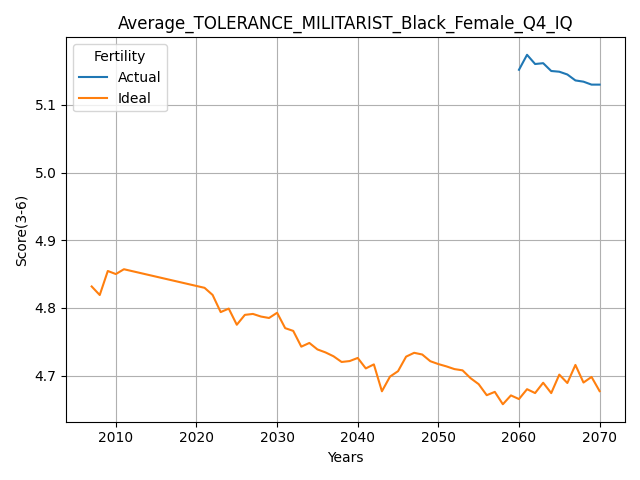 Average_TOLERANCE_MILITARIST_Black_Female_Q4_IQ
Fertility
Actual
Ideal
Score(3-6)
5.1
5.0
4.9
4.8
4.7
2010 2020 2030 2040 2050 2060 2070
Years